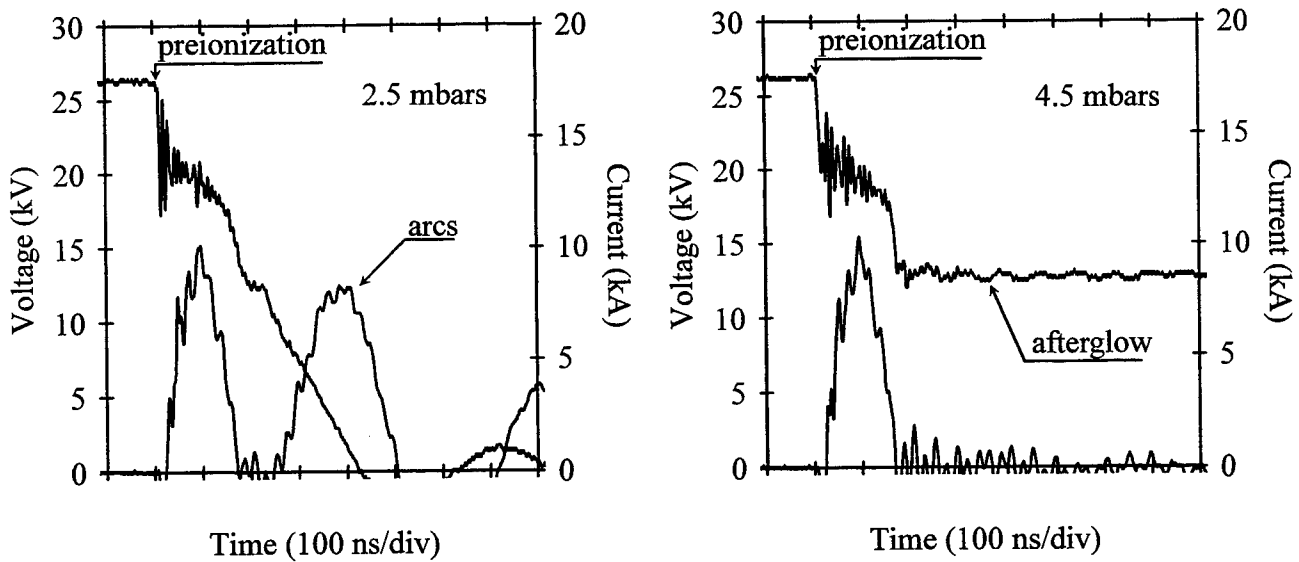 30
25
20
15
10
5
0
Voltage (kV)
preionization
2.5 mbars
arcs
20
15
10
5
0
Current (kA)
Time (100 ns/div)
30
25
20
15
10
5
0
Voltage (kV)
preionization
4.5 mbars
afterglow
20
15
10
5
0
Current (kA)
Time (100 ns/div)